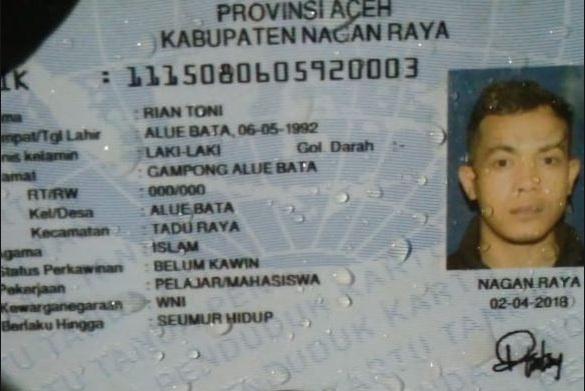 PROVINSI ACEH
KABUPATEN NAGAN RAYA
IK : 1115080605920003
ma : RIAN TONI
mpat/Tgl Lahir : ALUE BATA, 06-05-1992
nis kelamin : LAKI-LAKI Gol. Darah : -
amat : GAMPONG ALUE BATA
RT/RW : 000/000
Kel/Desa : ALUE BATA
Kecamatan : TADU RAYA
gama : ISLAM
Status Perkawinan : BELUM KAWIN
Pekerjaan : PELAJAR/MAHASISWA
Kewarganegaraan : WNI
Berlaku Hingga : SEUMUR HIDUP
NAGAN RAYA
02-04-2018